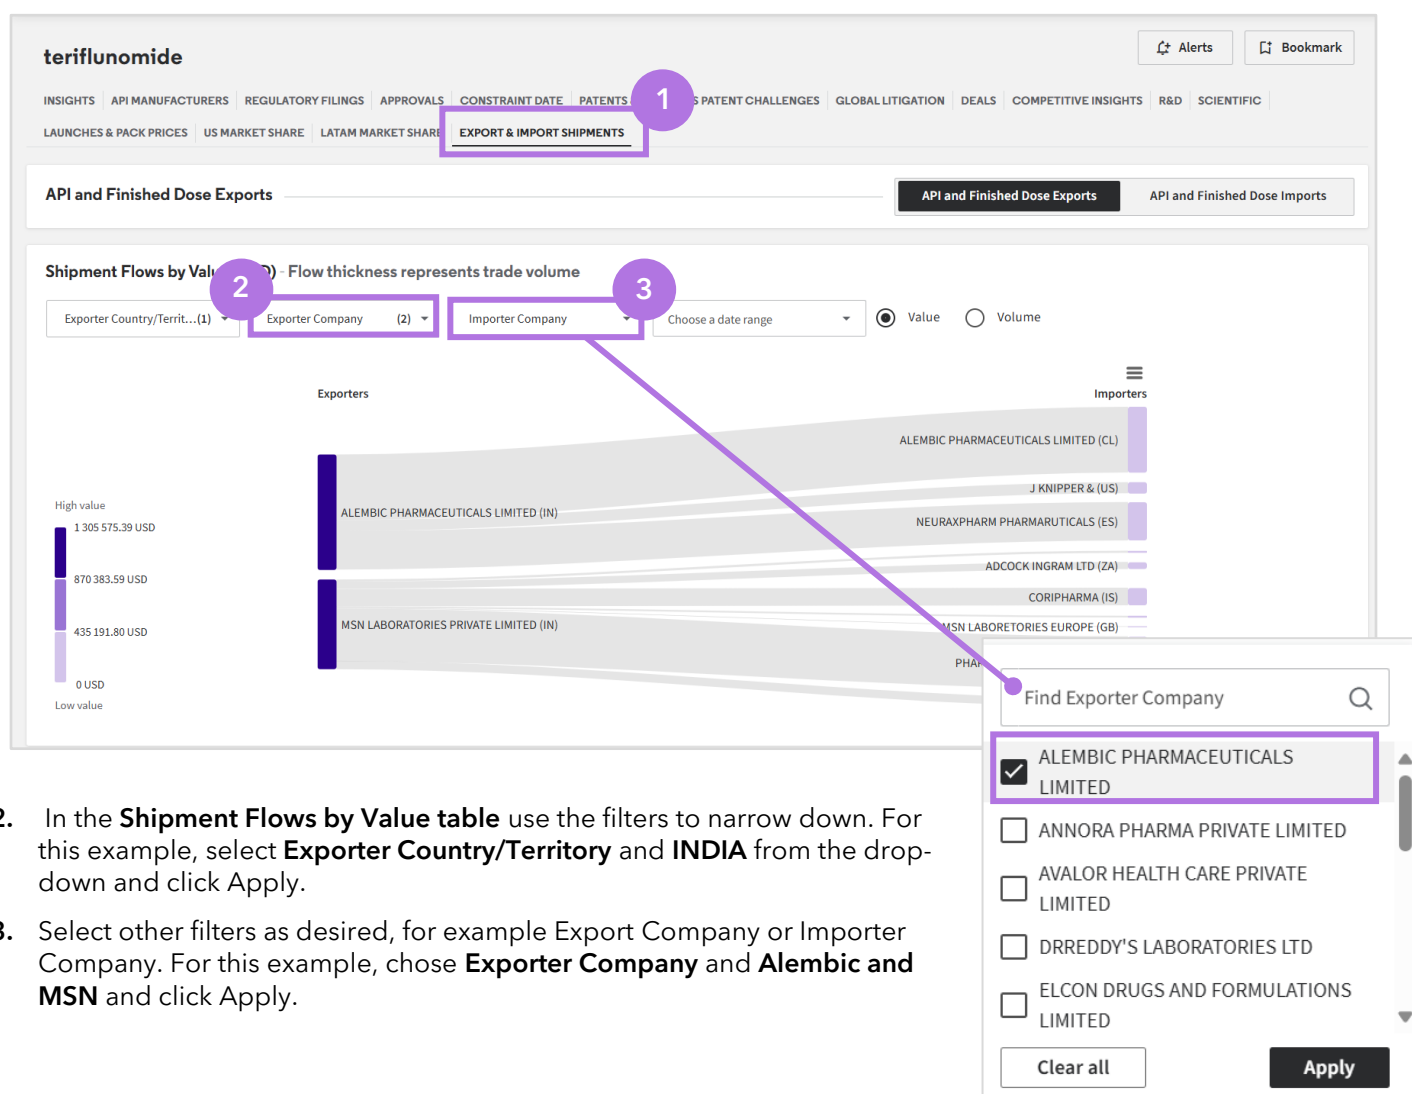 teriflunomide
Alerts
Bookmark
INSIGHTS API MANUFACTURERS REGULATORY FILINGS APPROVALS CONSTRAINT DATE PATENTS 1 PATENT CHALLENGES GLOBAL LITIGATION DEALS COMPETITIVE INSIGHTS R&D SCIENTIFIC
LAUNCHES & PACK PRICES US MARKET SHARE LATAM MARKET SHARE EXPORT & IMPORT SHIPMENTS
API and Finished Dose Exports
API and Finished Dose Exports API and Finished Dose Imports
Shipment Flows by Val 2 ) - Flow thickness represents trade volume
3
Exporter Country/Territ...(1) Exporter Company (2) Importer Company Choose a date range Value Volume
Exporters
Importers
ALEMBIC PHARMACEUTICALS LIMITED (CL)
J KNIPPER & (US)
ALEMBIC PHARMACEUTICALS LIMITED (IN)
NEURAXPHARM PHARMARUTICALS (ES)
ADCOCK INGRAM LTD (ZA)
CORIPHARMA (IS)
MSN LABORATORIES PRIVATE LIMITED (IN)
MSN LABORETORIES EUROPE (GB)
High value
1 305 575.39 USD
870 383.59 USD
435 191.80 USD
0 USD
Low value
Find Exporter Company
ALEMBIC PHARMACEUTICALS
LIMITED
ANNORA PHARMA PRIVATE LIMITED
AVALOR HEALTH CARE PRIVATE
LIMITED
DRREDDY'S LABORATORIES LTD
ELCON DRUGS AND FORMULATIONS
LIMITED
Clear all
Apply
2. In the Shipment Flows by Value table use the filters to narrow down. For
this example, select Exporter Country/Territory and INDIA from the drop-
down and click Apply.
3. Select other filters as desired, for example Export Company or Importer
Company. For this example, chose Exporter Company and Alembic and
MSN and click Apply.